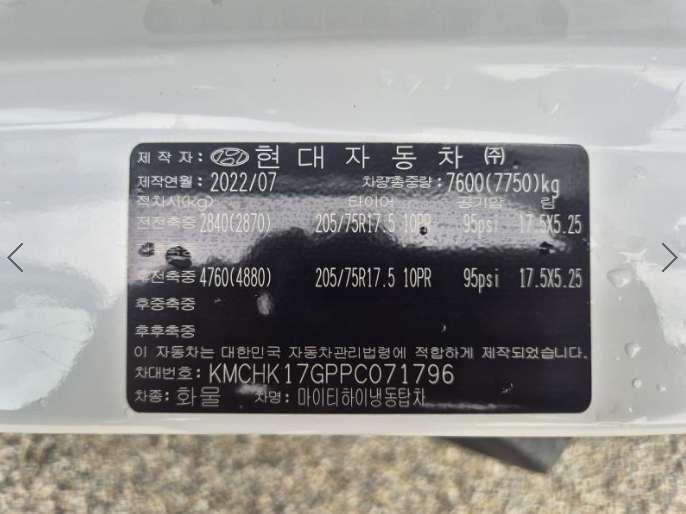 제작자: 현대자동차 ㈜
제작연월: 2022/07 차량총중량: 7600(7750)kg
적차시(kg) 타이어 공기압 림
전전축중 2840(2870) 205/75R17.5 10PR 95psi 17.5X5.25
후전축중 4760(4880) 205/75R17.5 10PR 95psi 17.5X5.25
후중축중
후후축중
이 자동차는 대한민국 자동차관리법령에 적합하게 제작되었습니다.
차대번호: KMCHK17GPPC071796
차종: 화물 차명: 마이티하이냉동탑차